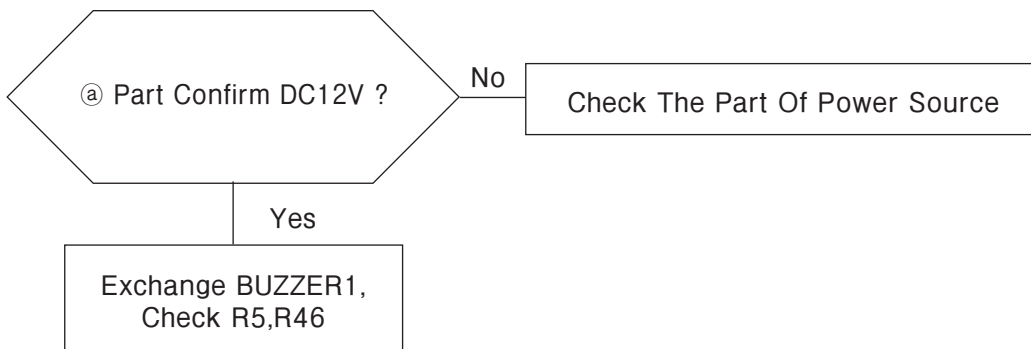 ⓐ Part Confirm DC12V ?
No
Check The Part Of Power Source
Yes
Exchange BUZZER1,
Check R5,R46